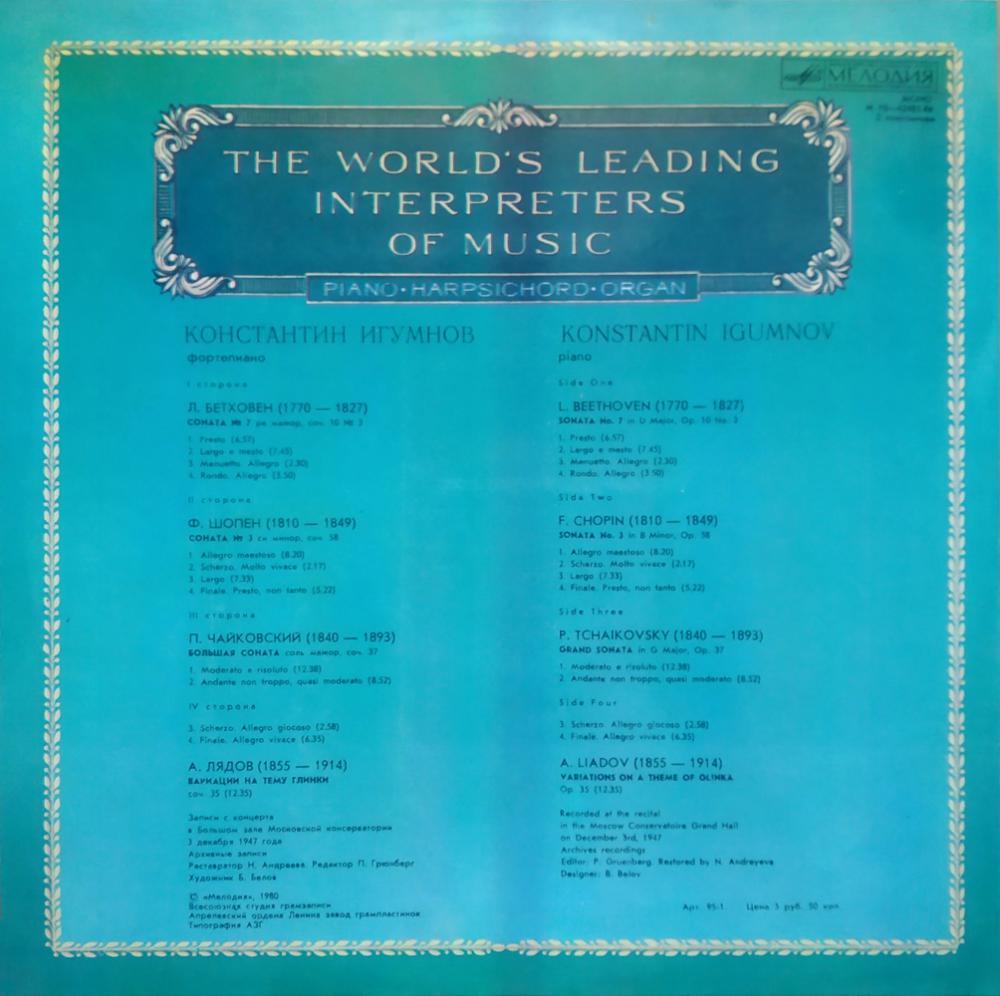 МЕЛОДИЯ
МОНО
THE WORLD'S LEADING
INTERPRETERS
OF MUSIC
PIANO·HARPSICHORD·ORGAN
КОНСТАНТИН ИГУМНОВ
фортепиано
I сторона
Л. БЕТХОВЕН (1770 — 1827)
СОНАТА № 7 ре мажор, соч. 10 № 3
1. Presto (6.57)
2. Largo e mesto (7.45)
3. Menuetto. Allegro (2.30)
4. Rondo. Allegro (3.50)
II сторона
Ф. ШОПЕН (1810 — 1849)
СОНАТА № 3 си минор, соч. 58
1. Allegro maestoso (8.20)
2. Scherzo. Molto vivace (2.17)
3. Largo (7.33)
4. Finale. Presto, non tanto (5.22)
III сторона
П. ЧАЙКОВСКИЙ (1840 — 1893)
БОЛЬШАЯ СОНАТА соль мажор, соч. 37
1. Moderato e risoluto (12.38)
2. Andante non troppo, quasi moderato (8.52)
IV сторона
3. Scherzo. Allegro giocoso (2.58)
4. Finale. Allegro vivace (6.35)
А. ЛЯДОВ (1855 — 1914)
ВАРИАЦИИ НА ТЕМУ ГЛИНКИ
соч. 35 (12.35)
Записи с концерта
в Большом зале Московской консерватории
3 декабря 1947 года
Архивные записи
Реставратор Н. Андреева. Редактор П. Грюнберг
Художник Б. Белов
© «Мелодия», 1980
Всесоюзная студия грамзаписи
Апрелевский ордена Ленина завод грампластинок
Типография АЗГ
KONSTANTIN IGUMNOV
piano
Side One
L. BEETHOVEN (1770 — 1827)
SONATA No. 7 in D Major, Op. 10 No. 3
1. Presto (6.57)
2. Largo e mesto (7.45)
3. Menuetto. Allegro (2.30)
4. Rondo. Allegro (3.50)
Side Two
F. CHOPIN (1810 — 1849)
SONATA No. 3 in B Minor, Op. 58
1. Allegro maestoso (8.20)
2. Scherzo. Molto vivace (2.17)
3. Largo (7.33)
4. Finale. Presto, non tanto (5.22)
Side Three
P. TCHAIKOVSKY (1840 — 1893)
GRAND SONATA in G Major, Op. 37
1. Moderato e risoluto (12.38)
2. Andante non troppo, quasi moderato (8.52)
Side Four
3. Scherzo. Allegro giocoso (2.58)
4. Finale. Allegro vivace (6.35)
A. LIADOV (1855 — 1914)
VARIATIONS ON A THEME OF GLINKA
Op. 35 (12.35)
Recorded at the recital
in the Moscow Conservatoire Grand Hall
on December 3rd, 1947
Archives recordings
Editor: P. Gruenberg. Restored by N. Andreyeva
Designer: B. Belov
Арт. 95-1 Цена 3 руб. 50 коп.